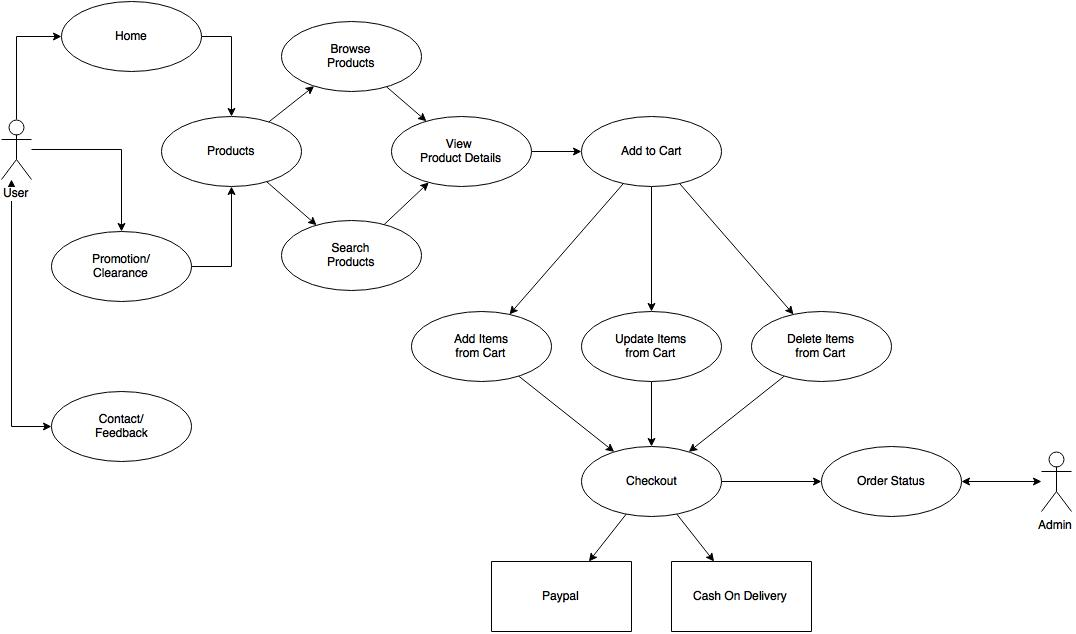 Home
Browse
Products
Products
View
Product Details
Add to Cart
User
Promotion/
Clearance
Search
Products
Add Items
from Cart
Update Items
from Cart
Delete Items
from Cart
Contact/
Feedback
Checkout
Order Status
Admin
Paypal
Cash On Delivery